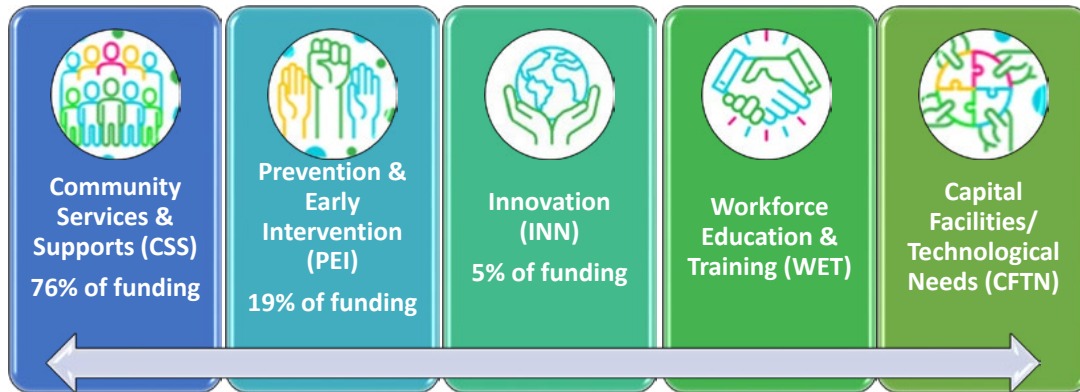 Community
Services &
Supports (CSS)
76% of funding
Prevention &
Early
Intervention
(PEI)
19% of funding
Innovation
(INN)
5% of funding
Workforce
Education &
Training (WET)
Capital
Facilities/
Technological
Needs (CFTN)